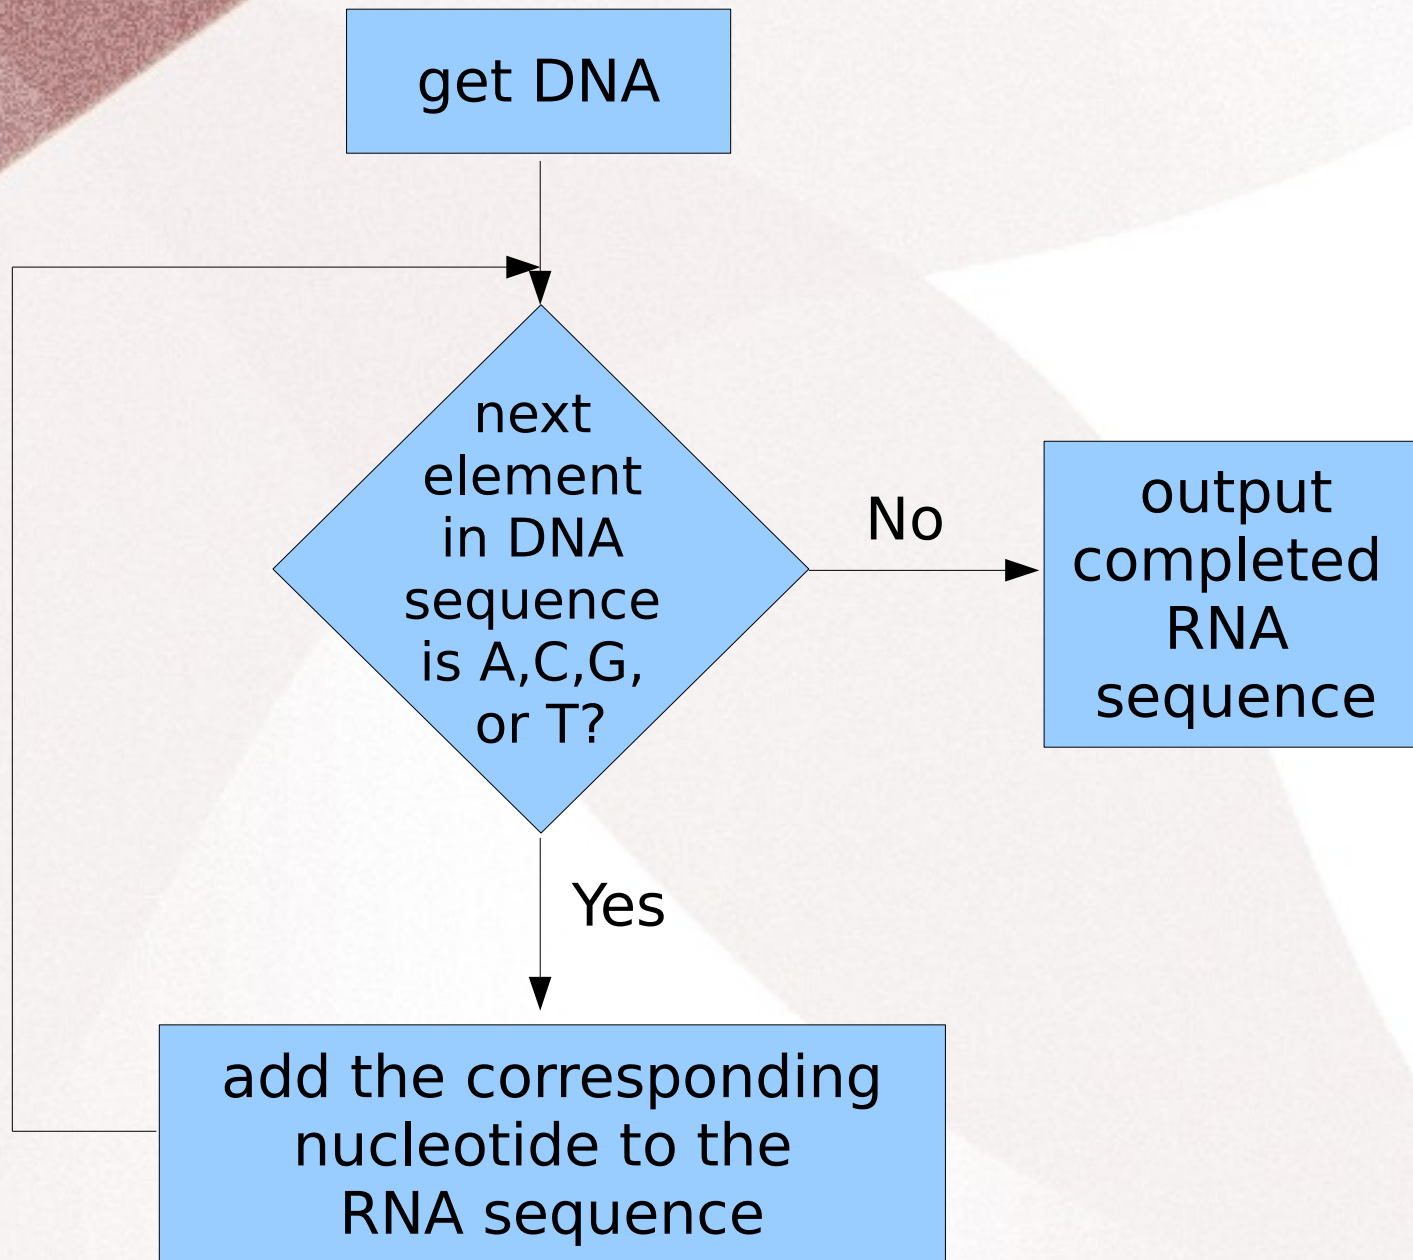 get DNA
next
element
in DNA
sequence
is A,C,G,
or T?
No
output
completed
RNA
sequence
Yes
add the corresponding
nucleotide to the
RNA sequence